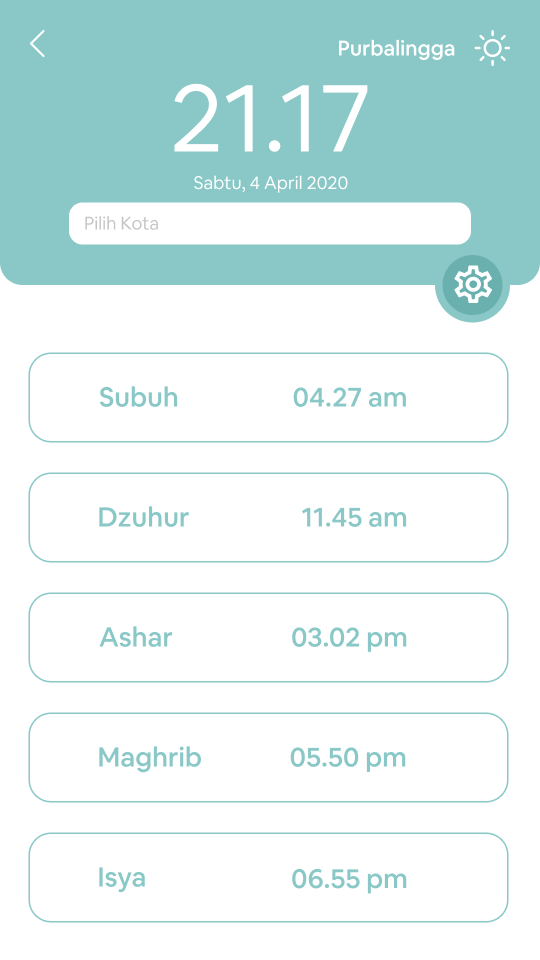 Purbalingga
21.17
Sabtu, 4 April 2020
Pilih Kota
Subuh 04.27 am
Dzuhur 11.45 am
Ashar 03.02 pm
Maghrib 05.50 pm
Isya 06.55 pm